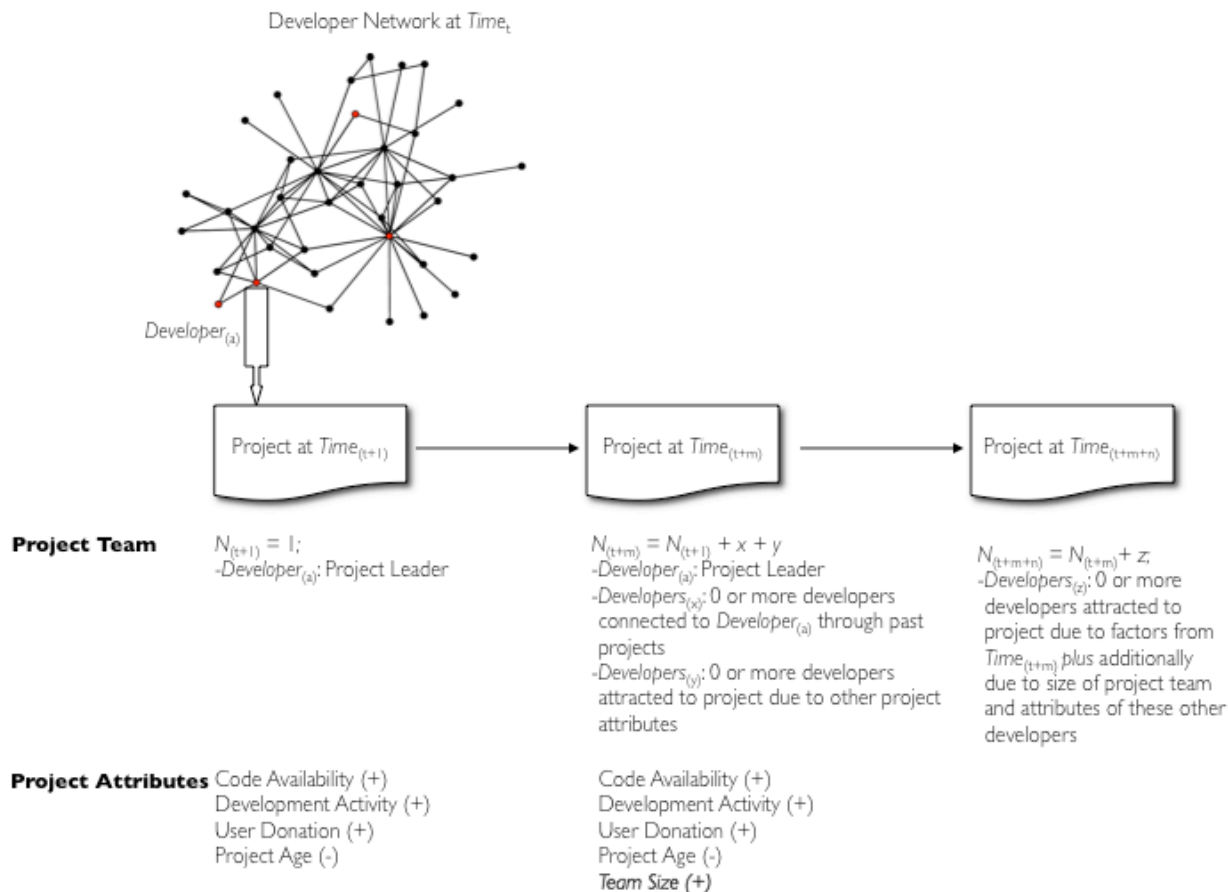 Developer Network at Time_t
Developer_(a)
Project at Time_(t+1)
Project at Time_(t+m)
Project at Time_(t+m+n)
Project Team
N_(t+1) = 1;
-Developer_(a): Project Leader
N_(t+m) = N_(t+1) + x + y
-Developer_(a): Project Leader
-Developers_(x): 0 or more developers
connected to Developer_(a) through past
projects
-Developers_(y): 0 or more developers
attracted to project due to other project
attributes
N_(t+m+n) = N_(t+m) + z;
-Developers_(z): 0 or more
developers attracted to
project due to factors from
Time_(t+m) plus additionally
due to size of project team
and attributes of these other
developers
Project Attributes
Code Availability (+)
Development Activity (+)
User Donation (+)
Project Age (-)
Code Availability (+)
Development Activity (+)
User Donation (+)
Project Age (-)
Team Size (+)